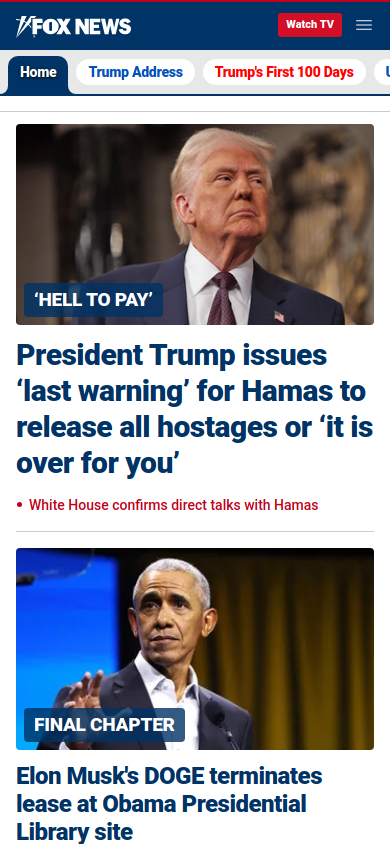 FOX NEWS
Watch TV
Home
Trump Address
Trump's First 100 Days
‘HELL TO PAY’
President Trump issues
‘last warning’ for Hamas to
release all hostages or ‘it is
over for you’
White House confirms direct talks with Hamas
FINAL CHAPTER
Elon Musk's DOGE terminates
lease at Obama Presidential
Library site